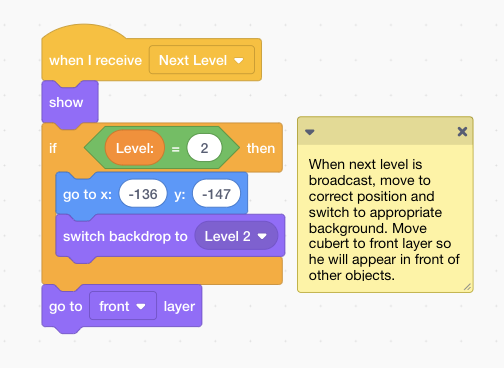 when I receive Next Level
show
if Level: = 2 then
go to x: -136 y: -147
switch backdrop to Level 2
go to front layer
When next level is
broadcast, move to
correct position and
switch to appropriate
background. Move
cubert to front layer so
he will appear in front of
other objects.